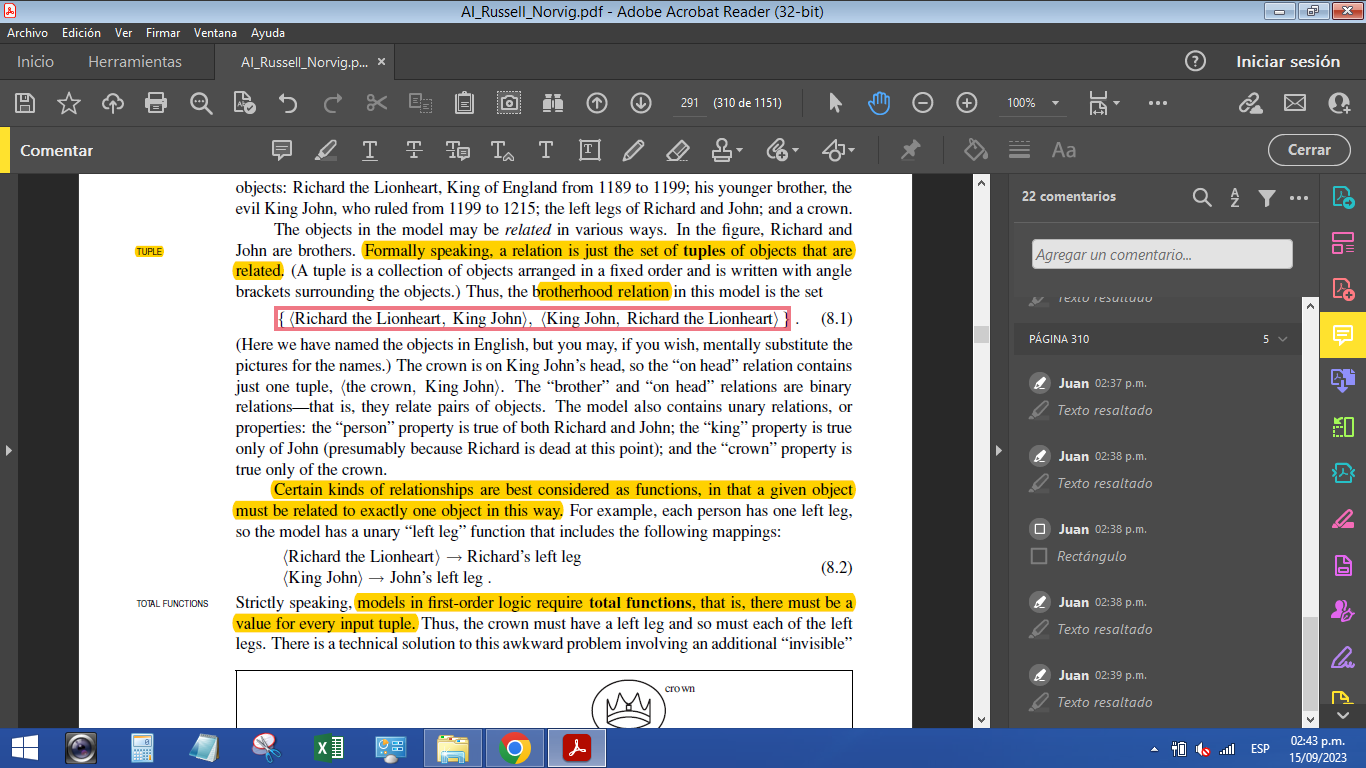 AI_Russell_Norvig.pdf - Adobe Acrobat Reader (32-bit)
Archivo Edición Ver Firmar Ventana Ayuda
Inicio Herramientas AI_Russell_Norvig.p... × Iniciar sesión
291 (310 de 1151) 100%
Comentar Cerrar
objects: Richard the Lionheart, King of England from 1189 to 1199; his younger brother, the
evil King John, who ruled from 1199 to 1215; the left legs of Richard and John; and a crown.
The objects in the model may be related in various ways. In the figure, Richard and
TUPLE John are brothers. Formally speaking, a relation is just the set of tuples of objects that are
related. (A tuple is a collection of objects arranged in a fixed order and is written with angle
brackets surrounding the objects.) Thus, the brotherhood relation in this model is the set
{ ⟨Richard the Lionheart, King John⟩, ⟨King John, Richard the Lionheart⟩ } . (8.1)
(Here we have named the objects in English, but you may, if you wish, mentally substitute the
pictures for the names.) The crown is on King John's head, so the “on head” relation contains
just one tuple, ⟨the crown, King John⟩. The “brother” and “on head” relations are binary
relations—that is, they relate pairs of objects. The model also contains unary relations, or
properties: the “person” property is true of both Richard and John; the “king” property is true
only of John (presumably because Richard is dead at this point); and the “crown” property is
true only of the crown.
Certain kinds of relationships are best considered as functions, in that a given object
must be related to exactly one object in this way. For example, each person has one left leg,
so the model has a unary “left leg” function that includes the following mappings:
⟨Richard the Lionheart⟩ → Richard's left leg
⟨King John⟩ → John's left leg .
(8.2)
TOTAL FUNCTIONS Strictly speaking, models in first-order logic require total functions, that is, there must be a
value for every input tuple. Thus, the crown must have a left leg and so must each of the left
legs. There is a technical solution to this awkward problem involving an additional “invisible”
crown
22 comentarios
Agregar un comentario...
Texto resaltado
PÁGINA 310 5
Juan 02:37 p.m.
Texto resaltado
Juan 02:38 p.m.
Texto resaltado
Juan 02:38 p.m.
Rectángulo
Juan 02:38 p.m.
Texto resaltado
Juan 02:39 p.m.
Texto resaltado
ESP
02:43 p.m.
15/09/2023